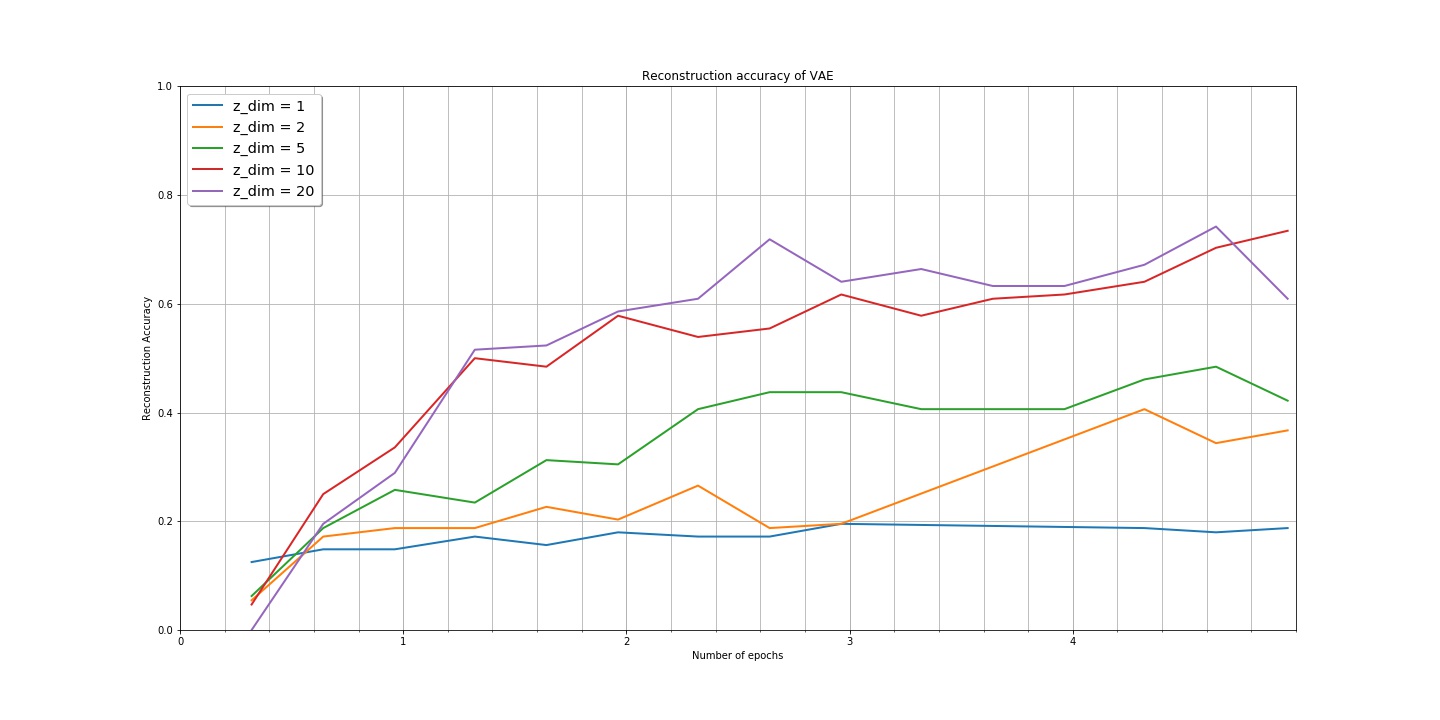 Reconstruction accuracy of VAE
z_dim = 1
z_dim = 2
z_dim = 5
z_dim = 10
z_dim = 20
Reconstruction Accuracy
1.0
0.8
0.6
0.4
0.2
0.0
0 1 2 3 4
Number of epochs